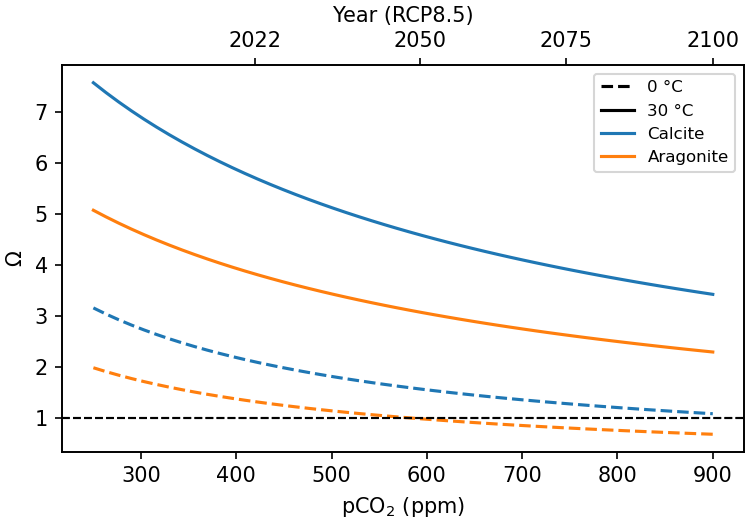 Year (RCP8.5)
2022 2050 2075 2100
0 °C
30 °C
Calcite
Aragonite
7
6
5
4
3
2
1
Ω
300 400 500 600 700 800 900
pCO₂ (ppm)